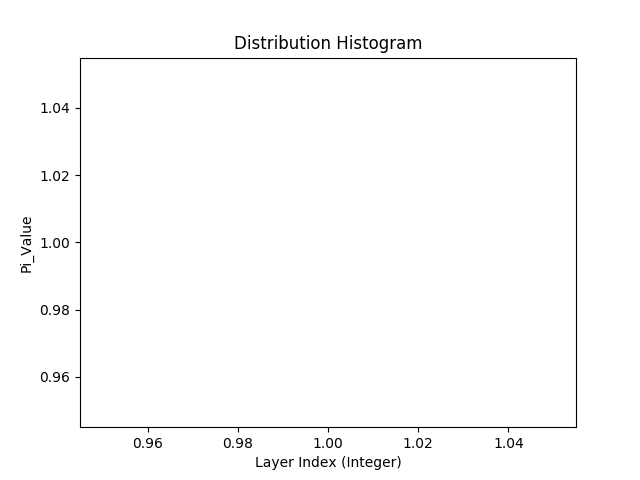 Distribution Histogram
1.04
1.02
1.00
0.98
0.96
Pi_Value
0.96 0.98 1.00 1.02 1.04
Layer Index (Integer)